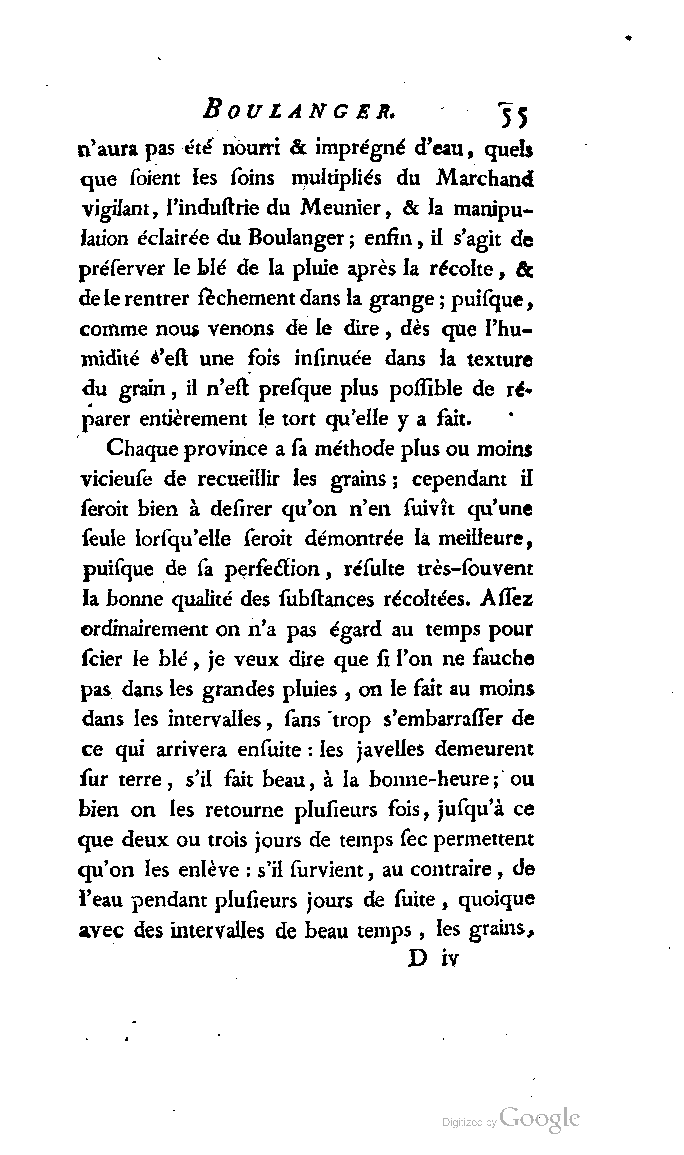 BOULANGER. 55
n'aura pas été nourri & imprégné d'eau, quels
que ſoient les ſoins multipliés du Marchand
vigilant, l'induſtrie du Meunier, & la manipu-
lation éclairée du Boulanger; enfin, il s'agit de
préſerver le blé de la pluie après la récolte, &
de le rentrer ſèchement dans la grange; puiſque,
comme nous venons de le dire, dès que l'hu-
midité s'eſt une fois inſinuée dans la texture
du grain, il n'eſt preſque plus poſſible de ré-
parer entièrement le tort qu'elle y a fait.
Chaque province a ſa méthode plus ou moins
vicieuſe de recueillir les grains; cependant il
ſeroit bien à deſirer qu'on n'en ſuivît qu'une
ſeule lorſqu'elle ſeroit démontrée la meilleure,
puiſque de ſa perfection, réſulte très-ſouvent
la bonne qualité des ſubſtances récoltées. Aſſez
ordinairement on n'a pas égard au temps pour
ſcier le blé, je veux dire que ſi l'on ne fauche
pas dans les grandes pluies, on le fait au moins
dans les intervalles, ſans trop s'embarraſſer de
ce qui arrivera enſuite : les javelles demeurent
ſur terre, s'il fait beau, à la bonne-heure; ou
bien on les retourne pluſieurs fois, juſqu'à ce
que deux ou trois jours de temps ſec permettent
qu'on les enlève : s'il ſurvient, au contraire, de
l'eau pendant pluſieurs jours de ſuite, quoique
avec des intervalles de beau temps, les grains,
D iv
Digitized by Google